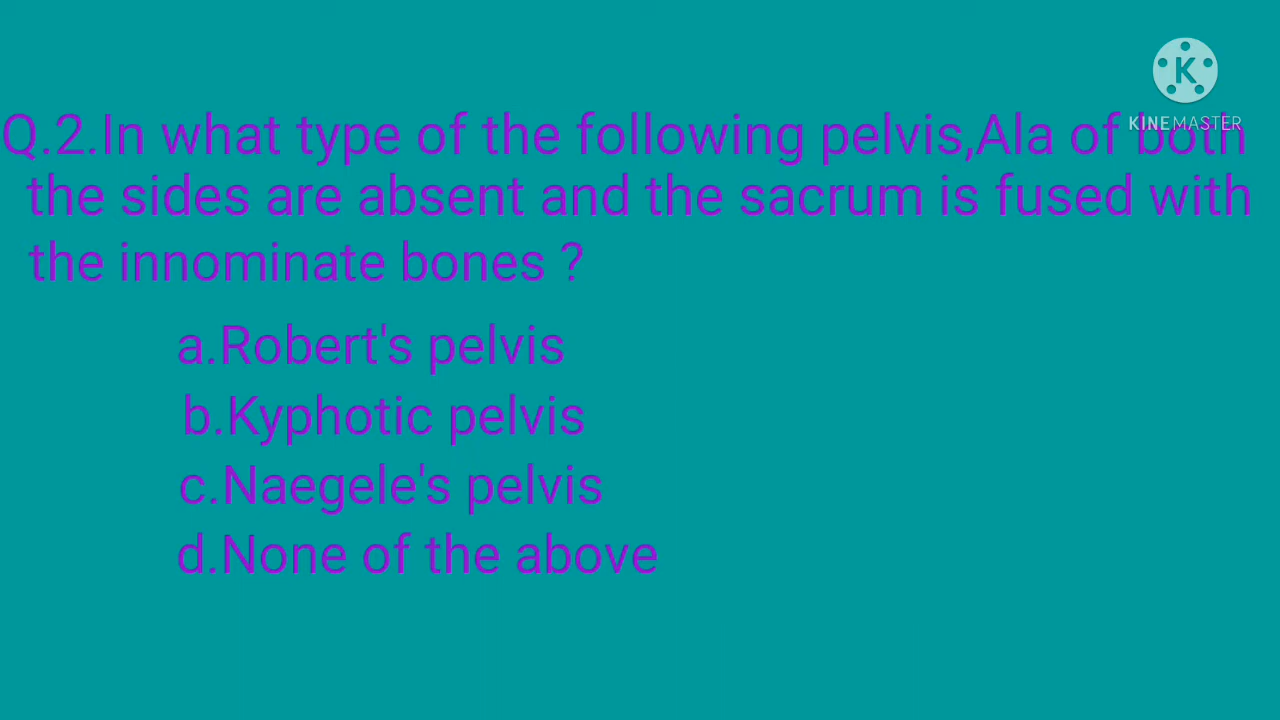 K
KINEMASTER
Q.2.In what type of the following pelvis,Ala of both
the sides are absent and the sacrum is fused with
the innominate bones ?
a.Robert's pelvis
b.Kyphotic pelvis
c.Naegele's pelvis
d.None of the above